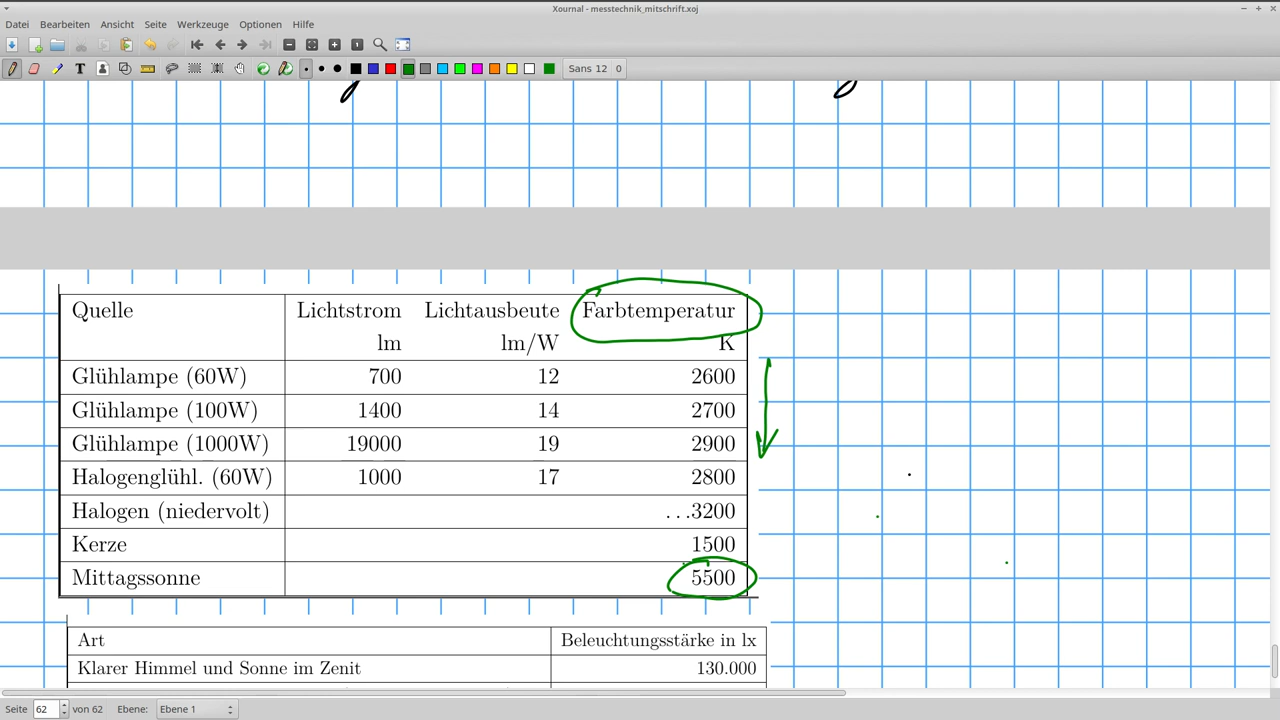 Xournal - messtechnik_mitschrift.xoj
Datei Bearbeiten Ansicht Seite Werkzeuge Optionen Hilfe
Sans 12 0
Quelle Lichtstrom Lichtausbeute Farbtemperatur
lm lm/W K
Glühlampe (60W) 700 12 2600
Glühlampe (100W) 1400 14 2700
Glühlampe (1000W) 19000 19 2900
Halogenglühl. (60W) 1000 17 2800
Halogen (niedervolt) ...3200
Kerze 1500
Mittagssonne 5500
Art Beleuchtungsstärke in lx
Klarer Himmel und Sonne im Zenit 130.000
Seite 62 von 62 Ebene: Ebene 1